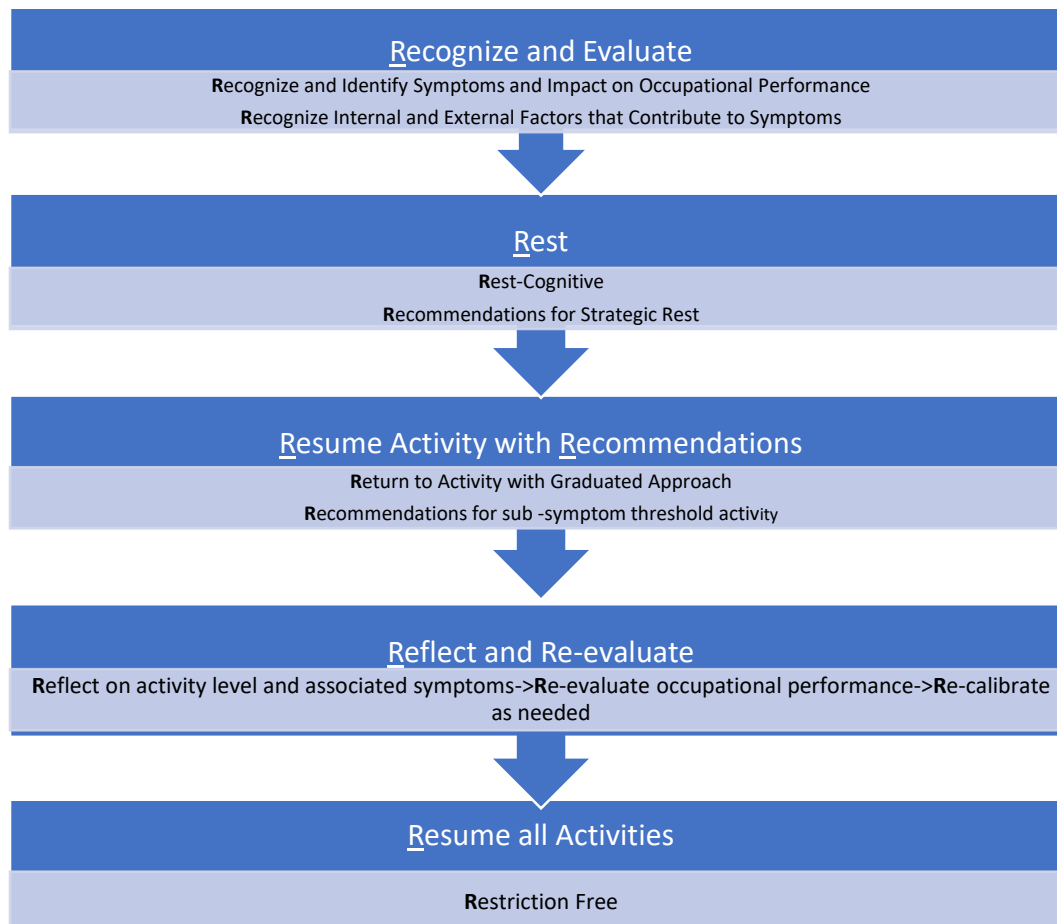 Recognize and Evaluate
Recognize and Identify Symptoms and Impact on Occupational Performance
Recognize Internal and External Factors that Contribute to Symptoms
Rest
Rest-Cognitive
Recommendations for Strategic Rest
Resume Activity with Recommendations
Return to Activity with Graduated Approach
Recommendations for sub -symptom threshold activity
Reflect and Re-evaluate
Reflect on activity level and associated symptoms->Re-evaluate occupational performance->Re-calibrate
as needed
Resume all Activities
Restriction Free